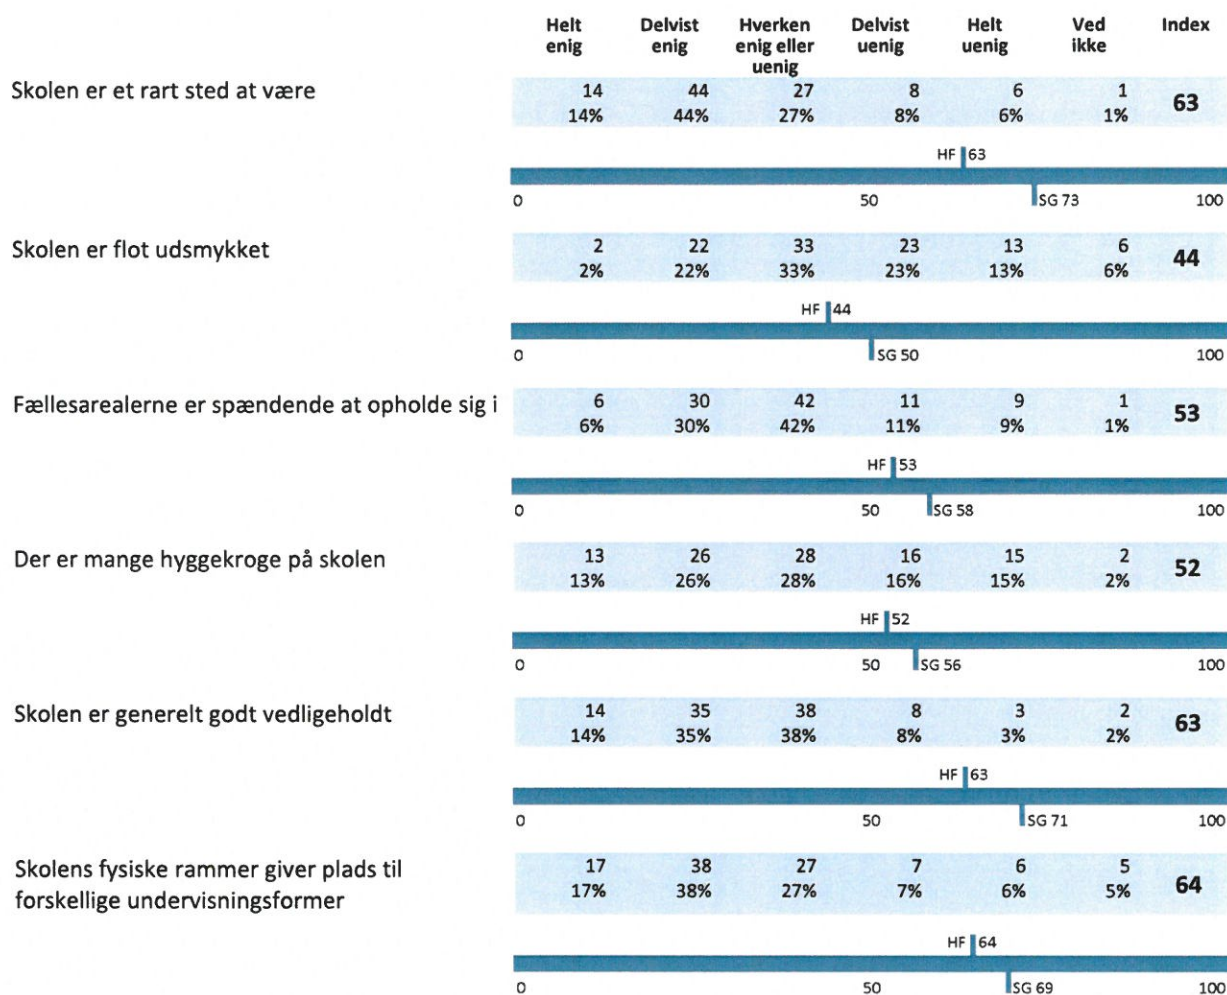 Helt enig Delvist enig Hverken enig eller uenig Delvist uenig Helt uenig Ved ikke Index
Skolen er et rart sted at være
14 44 27 8 6 1 63
14% 44% 27% 8% 6% 1%
HF 63
0 50 SG 73 100
Skolen er flot udsmykket
2 22 33 23 13 6 44
2% 22% 33% 23% 13% 6%
HF 44
0 SG 50 100
Fællesarealerne er spændende at opholde sig i
6 30 42 11 9 1 53
6% 30% 42% 11% 9% 1%
HF 53
0 50 SG 58 100
Der er mange hyggekroge på skolen
13 26 28 16 15 2 52
13% 26% 28% 16% 15% 2%
HF 52
0 50 SG 56 100
Skolen er generelt godt vedligeholdt
14 35 38 8 3 2 63
14% 35% 38% 8% 3% 2%
HF 63
0 50 SG 71 100
Skolens fysiske rammer giver plads til
forskellige undervisningsformer
17 38 27 7 6 5 64
17% 38% 27% 7% 6% 5%
HF 64
0 50 SG 69 100